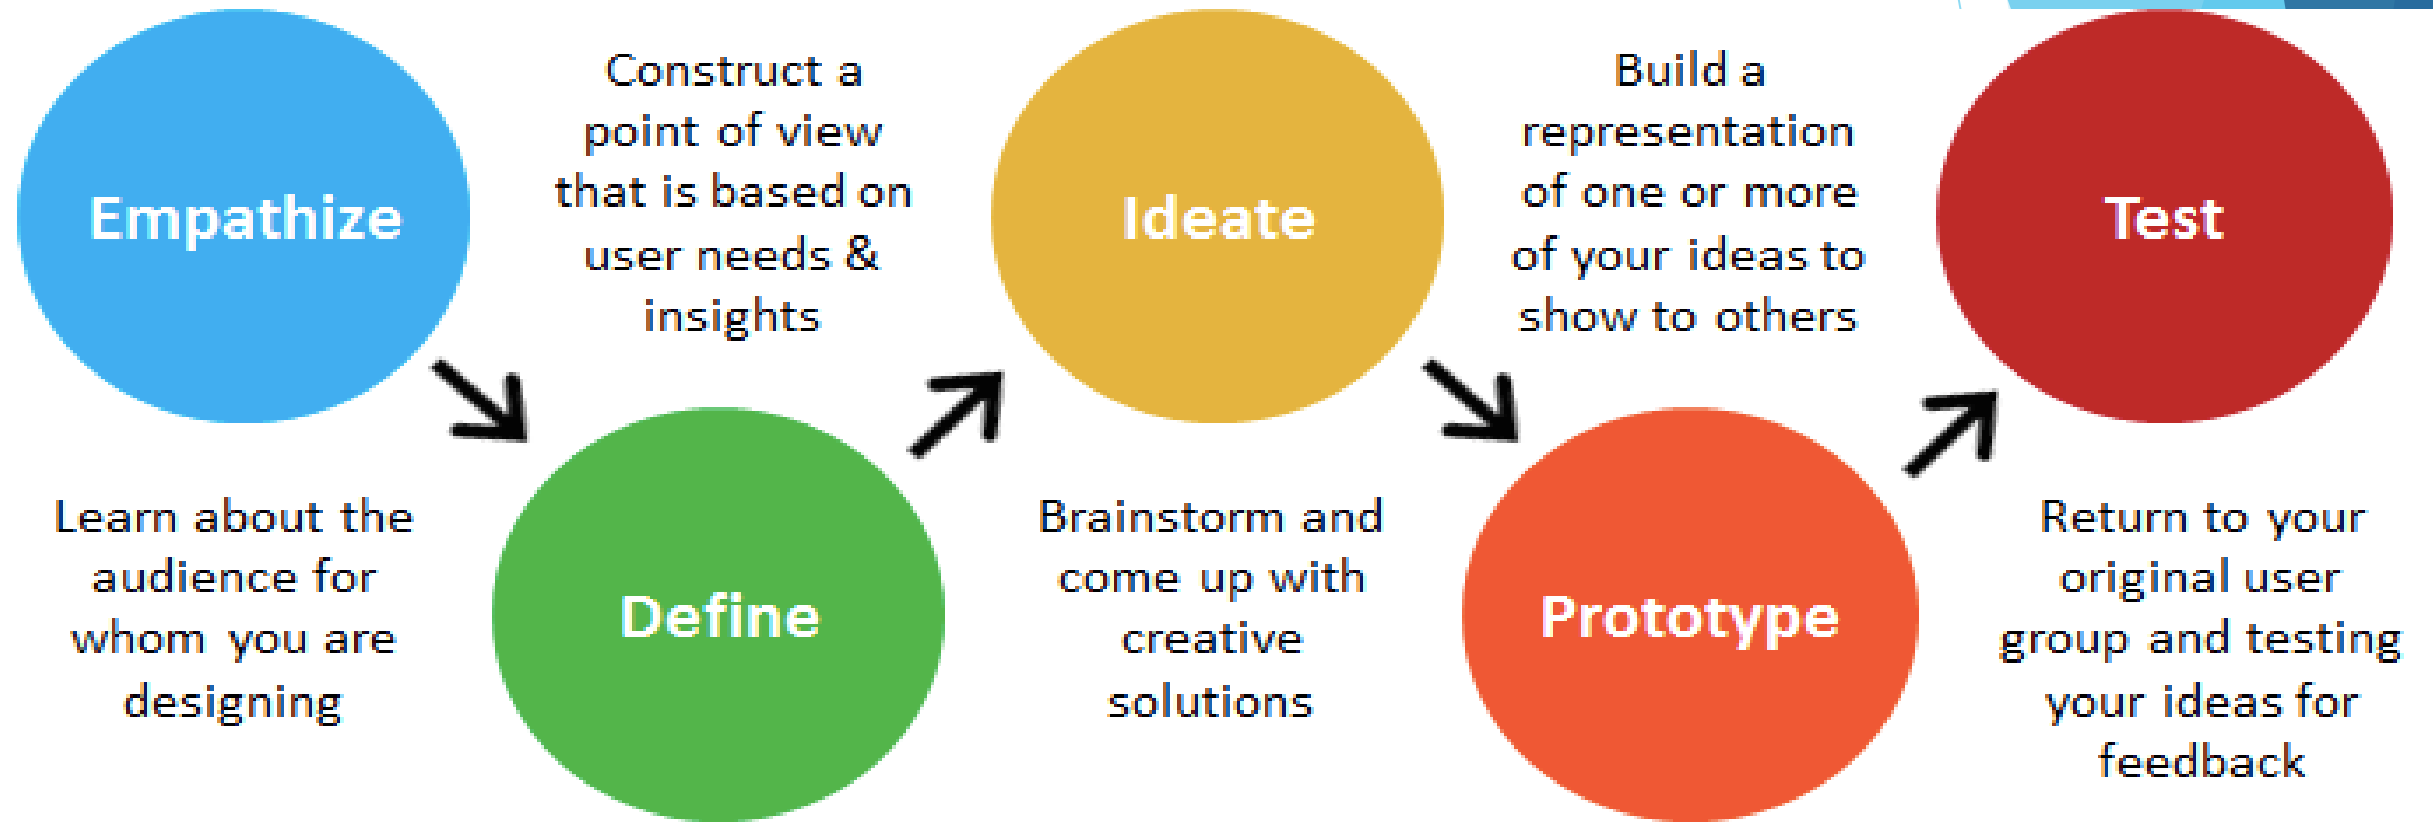 Empathize
Learn about the
audience for
whom you are
designing
Construct a
point of view
that is based on
user needs &
insights
Define
Ideate
Brainstorm and
come up with
creative
solutions
Build a
representation
of one or more
of your ideas to
show to others
Prototype
Test
Return to your
original user
group and testing
your ideas for
feedback